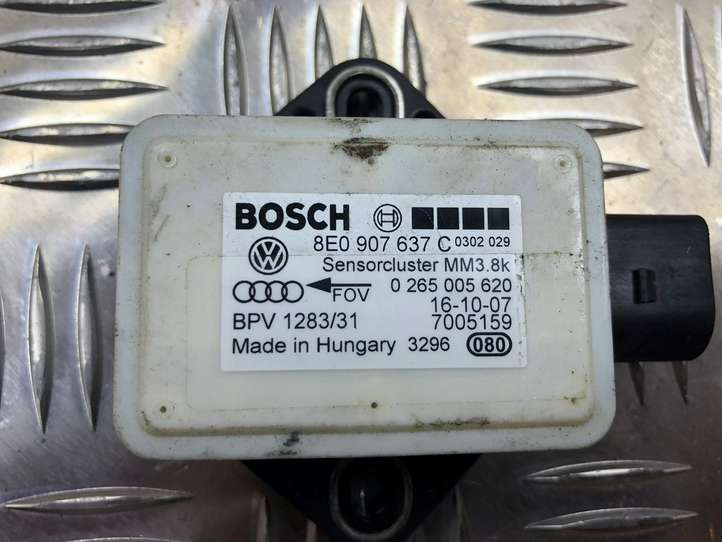 BOSCH
8E0 907 637 C 0302 029
Sensorcluster MM3.8k
FOV 0 265 005 620
16-10-07
BPV 1283/31 7005159
Made in Hungary 3296 080